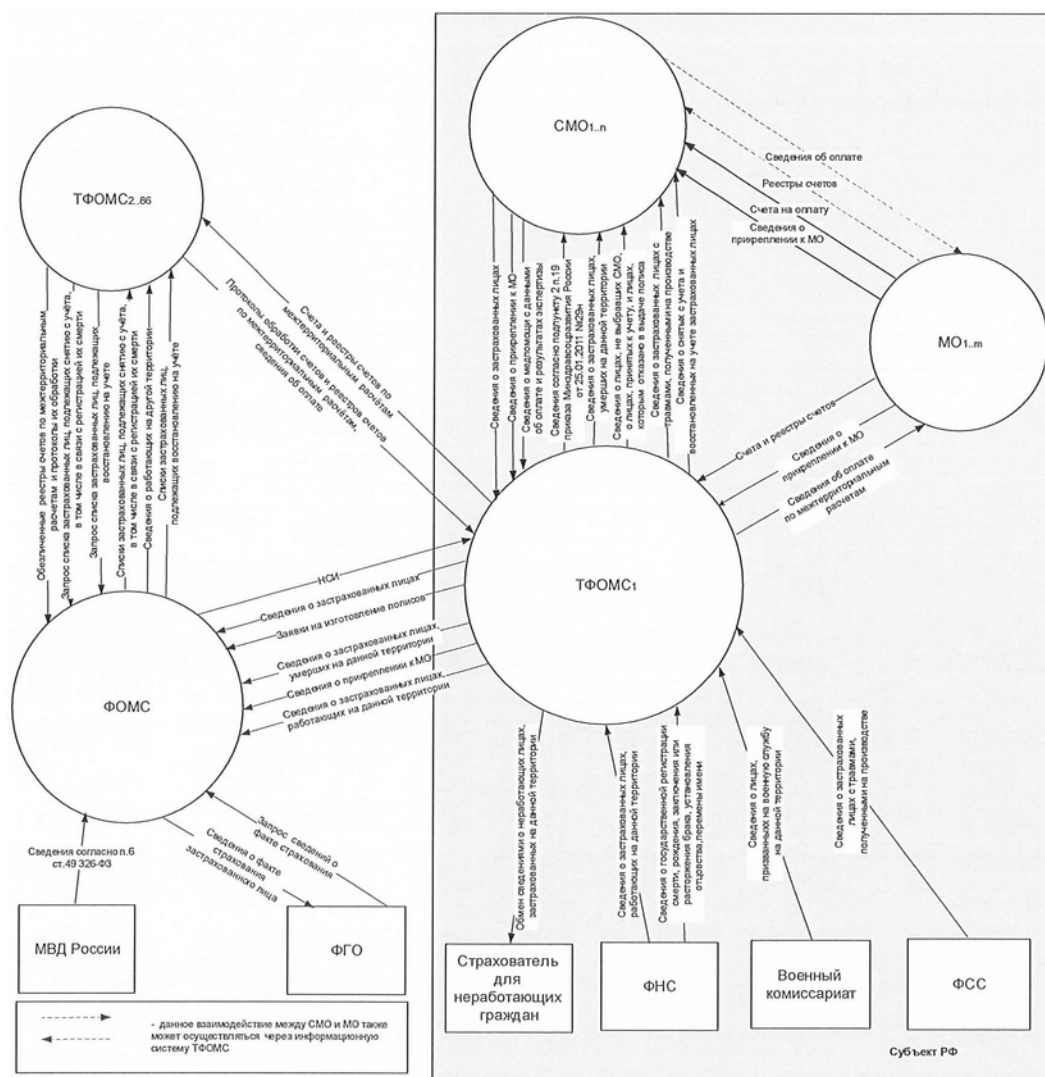 СМО1..n
ТФОМС2..86
МО1..m
Сведения об оплате
Реестры счетов
Счета на оплату
Сведения о
прикреплении к МО
Счета и реестры счетов по
межтерриториальным расчётам
Протоколы обработки счетов и реестров счетов
по межтерриториальным расчётам,
сведения об оплате
Обезличенные реестры счетов по межтерриториальным
расчетам и протоколы их обработки
Запрос списка застрахованных лиц, подлежащих снятию с учёта,
в том числе в связи с регистрацией их смерти
Запрос списка застрахованных лиц, подлежащих
восстановлению на учете
Списки застрахованных лиц, подлежащих снятию с учёта,
в том числе в связи с регистрацией их смерти
Сведения о работающих на другой территории
Списки застрахованных лиц,
подлежащих восстановлению на учёте
Сведения о застрахованных лицах
Сведения о прикреплении к МО
Сведения о медпомощи с данными
об оплате и результатах экспертизы
Сведения согласно подпункту 2 п.19
приказа Минздравсоцразвития России
от 25.01.2011 №29н
Сведения о застрахованных лицах,
умерших на данной территории
Сведения о лицах, не выбравших СМО,
о лицах, принятых к учету, и лицах,
которым отказано в выдаче полиса
Сведения о застрахованных лицах с
травмами, полученными на производстве
Сведения о снятых с учета и
восстановленных на учете застрахованных лицах
Счета и реестры счетов
Сведения о
прикреплении к МО
Сведения об оплате
по межтерриториальным
расчетам
ТФОМС1
НСИ
Сведения о застрахованных лицах
Заявки на изготовление полисов
Сведения о застрахованных лицах,
умерших на данной территории
Сведения о прикреплении к МО
Сведения о застрахованных лицах,
работающих на данной территории
ФОМС
Сведения согласно п.6
ст.49 326-ФЗ
Запрос сведений о
факте страхования
Сведения о факте
страхования
застрахованного лица
Обмен сведениями о неработающих лицах,
застрахованных на данной территории
Сведения о застрахованных лицах,
работающих на данной территории
Сведения о государственной регистрации
смерти, рождения, заключения или
расторжения брака, установления
отцовства,перемены имени
Сведения о лицах,
призванных на военную службу
на данной территории
Сведения о застрахованных
лицах с травмами,
полученными на производстве
МВД России
ФГО
Страхователь
для
неработающих
граждан
ФНС
Военный
комиссариат
ФСС
- данное взаимодействие между СМО и МО также
может осуществляться через информационную
систему ТФОМС
Субъект РФ